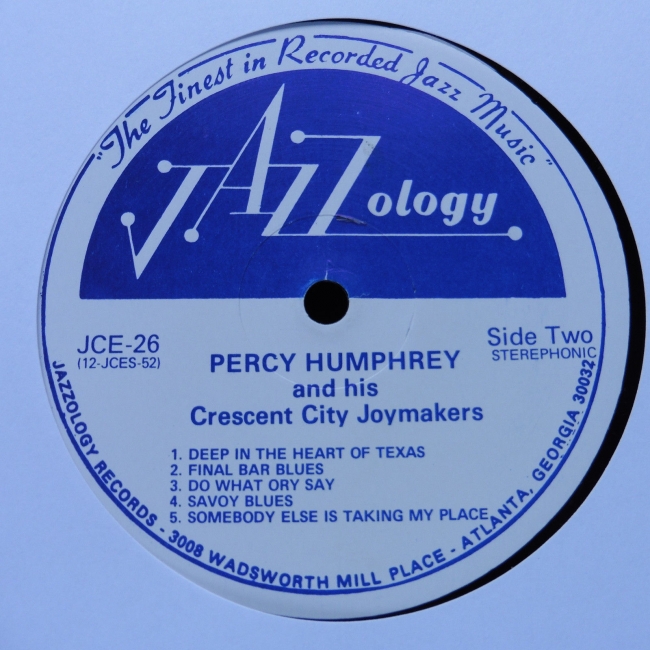 "The Finest in Recorded Jazz Music"
JAZZology
JCE-26
(12-JCES-52)
Side Two
STEREPHONIC
PERCY HUMPHREY
and his
Crescent City Joymakers
1. DEEP IN THE HEART OF TEXAS
2. FINAL BAR BLUES
3. DO WHAT ORY SAY
4. SAVOY BLUES
5. SOMEBODY ELSE IS TAKING MY PLACE
JAZZOLOGY RECORDS - 3008 WADSWORTH MILL PLACE - ATLANTA, GEORGIA 30032